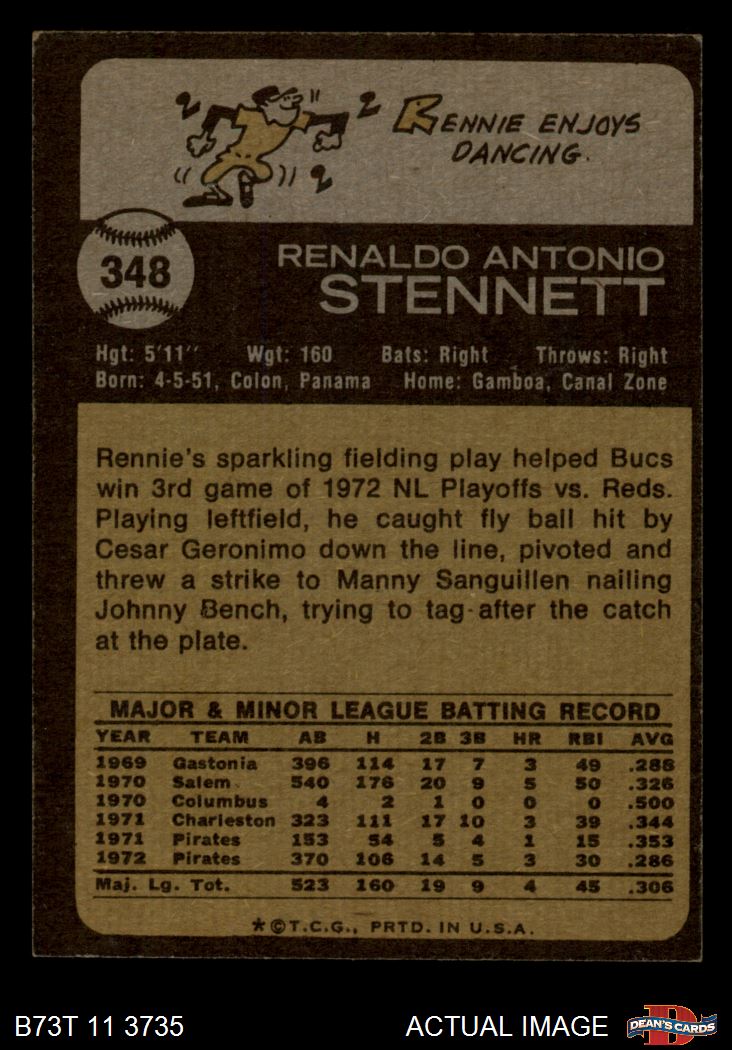 RENNIE ENJOYS
DANCING.
348
RENALDO ANTONIO
STENNETT
Hgt: 5'11" Wgt: 160 Bats: Right Throws: Right
Born: 4-5-51, Colon, Panama Home: Gamboa, Canal Zone
Rennie's sparkling fielding play helped Bucs
win 3rd game of 1972 NL Playoffs vs. Reds.
Playing leftfield, he caught fly ball hit by
Cesar Geronimo down the line, pivoted and
threw a strike to Manny Sanguillen nailing
Johnny Bench, trying to tag after the catch
at the plate.
MAJOR & MINOR LEAGUE BATTING RECORD
YEAR TEAM AB H 2B 3B HR RBI AVG
1969 Gastonia 396 114 17 7 3 49 .288
1970 Salem 540 176 20 9 5 50 .326
1970 Columbus 4 2 1 0 0 0 .500
1971 Charleston 323 111 17 10 3 39 .344
1971 Pirates 153 54 5 4 1 15 .353
1972 Pirates 370 106 14 5 3 30 .286
Maj. Lg. Tot. 523 160 19 9 4 45 .306
*©T.C.G., PRTD. IN U.S.A.
B73T 11 3735 ACTUAL IMAGE D DEAN'S CARDS